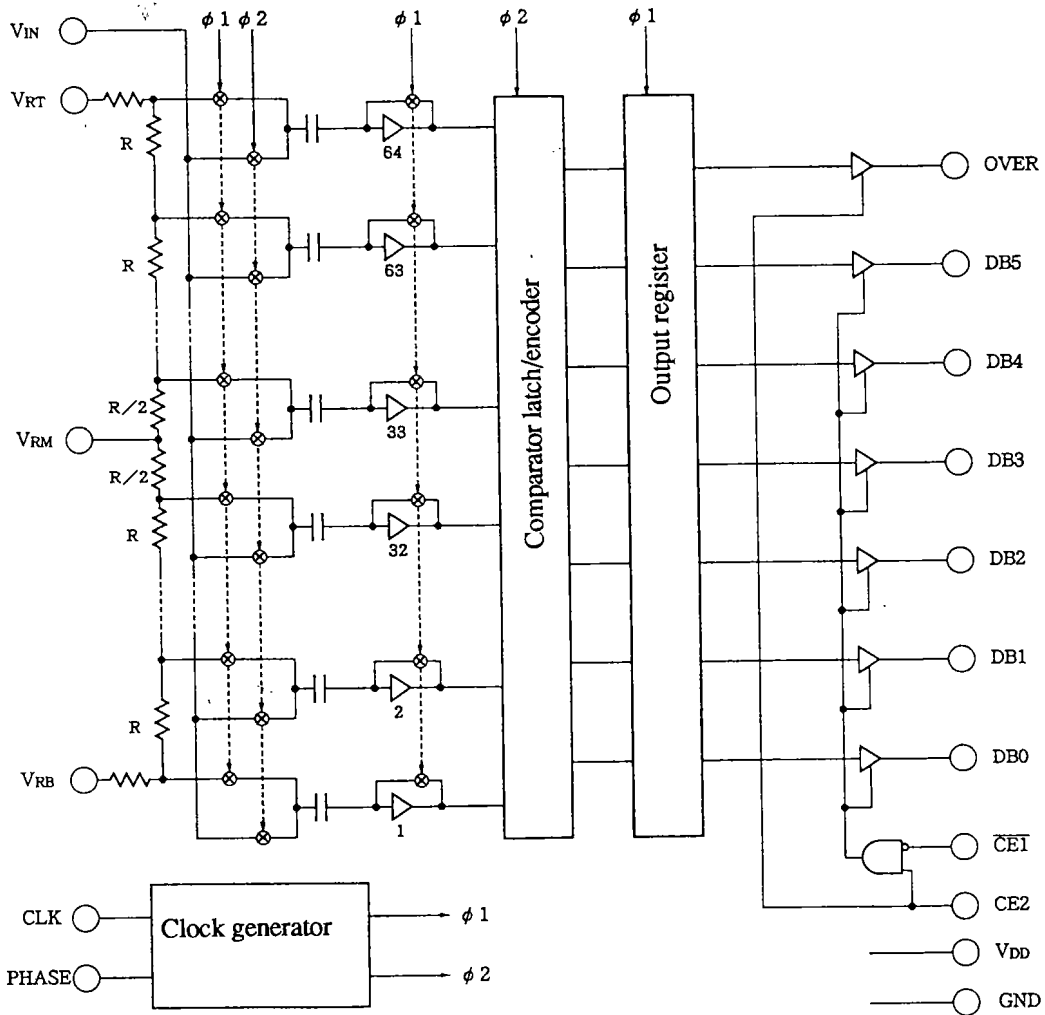 φ1 φ2 φ1 φ2 φ1
VIN
VRT
R
64
OVER
R
63
DB5
DB4
R/2
33
VRM
R/2
DB3
R
32
Comparator latch/encoder
Output register
DB2
DB1
R
2
VRB
DB0
1
CE1
CLK
Clock generator
φ1
CE2
PHASE
φ2
VDD
GND